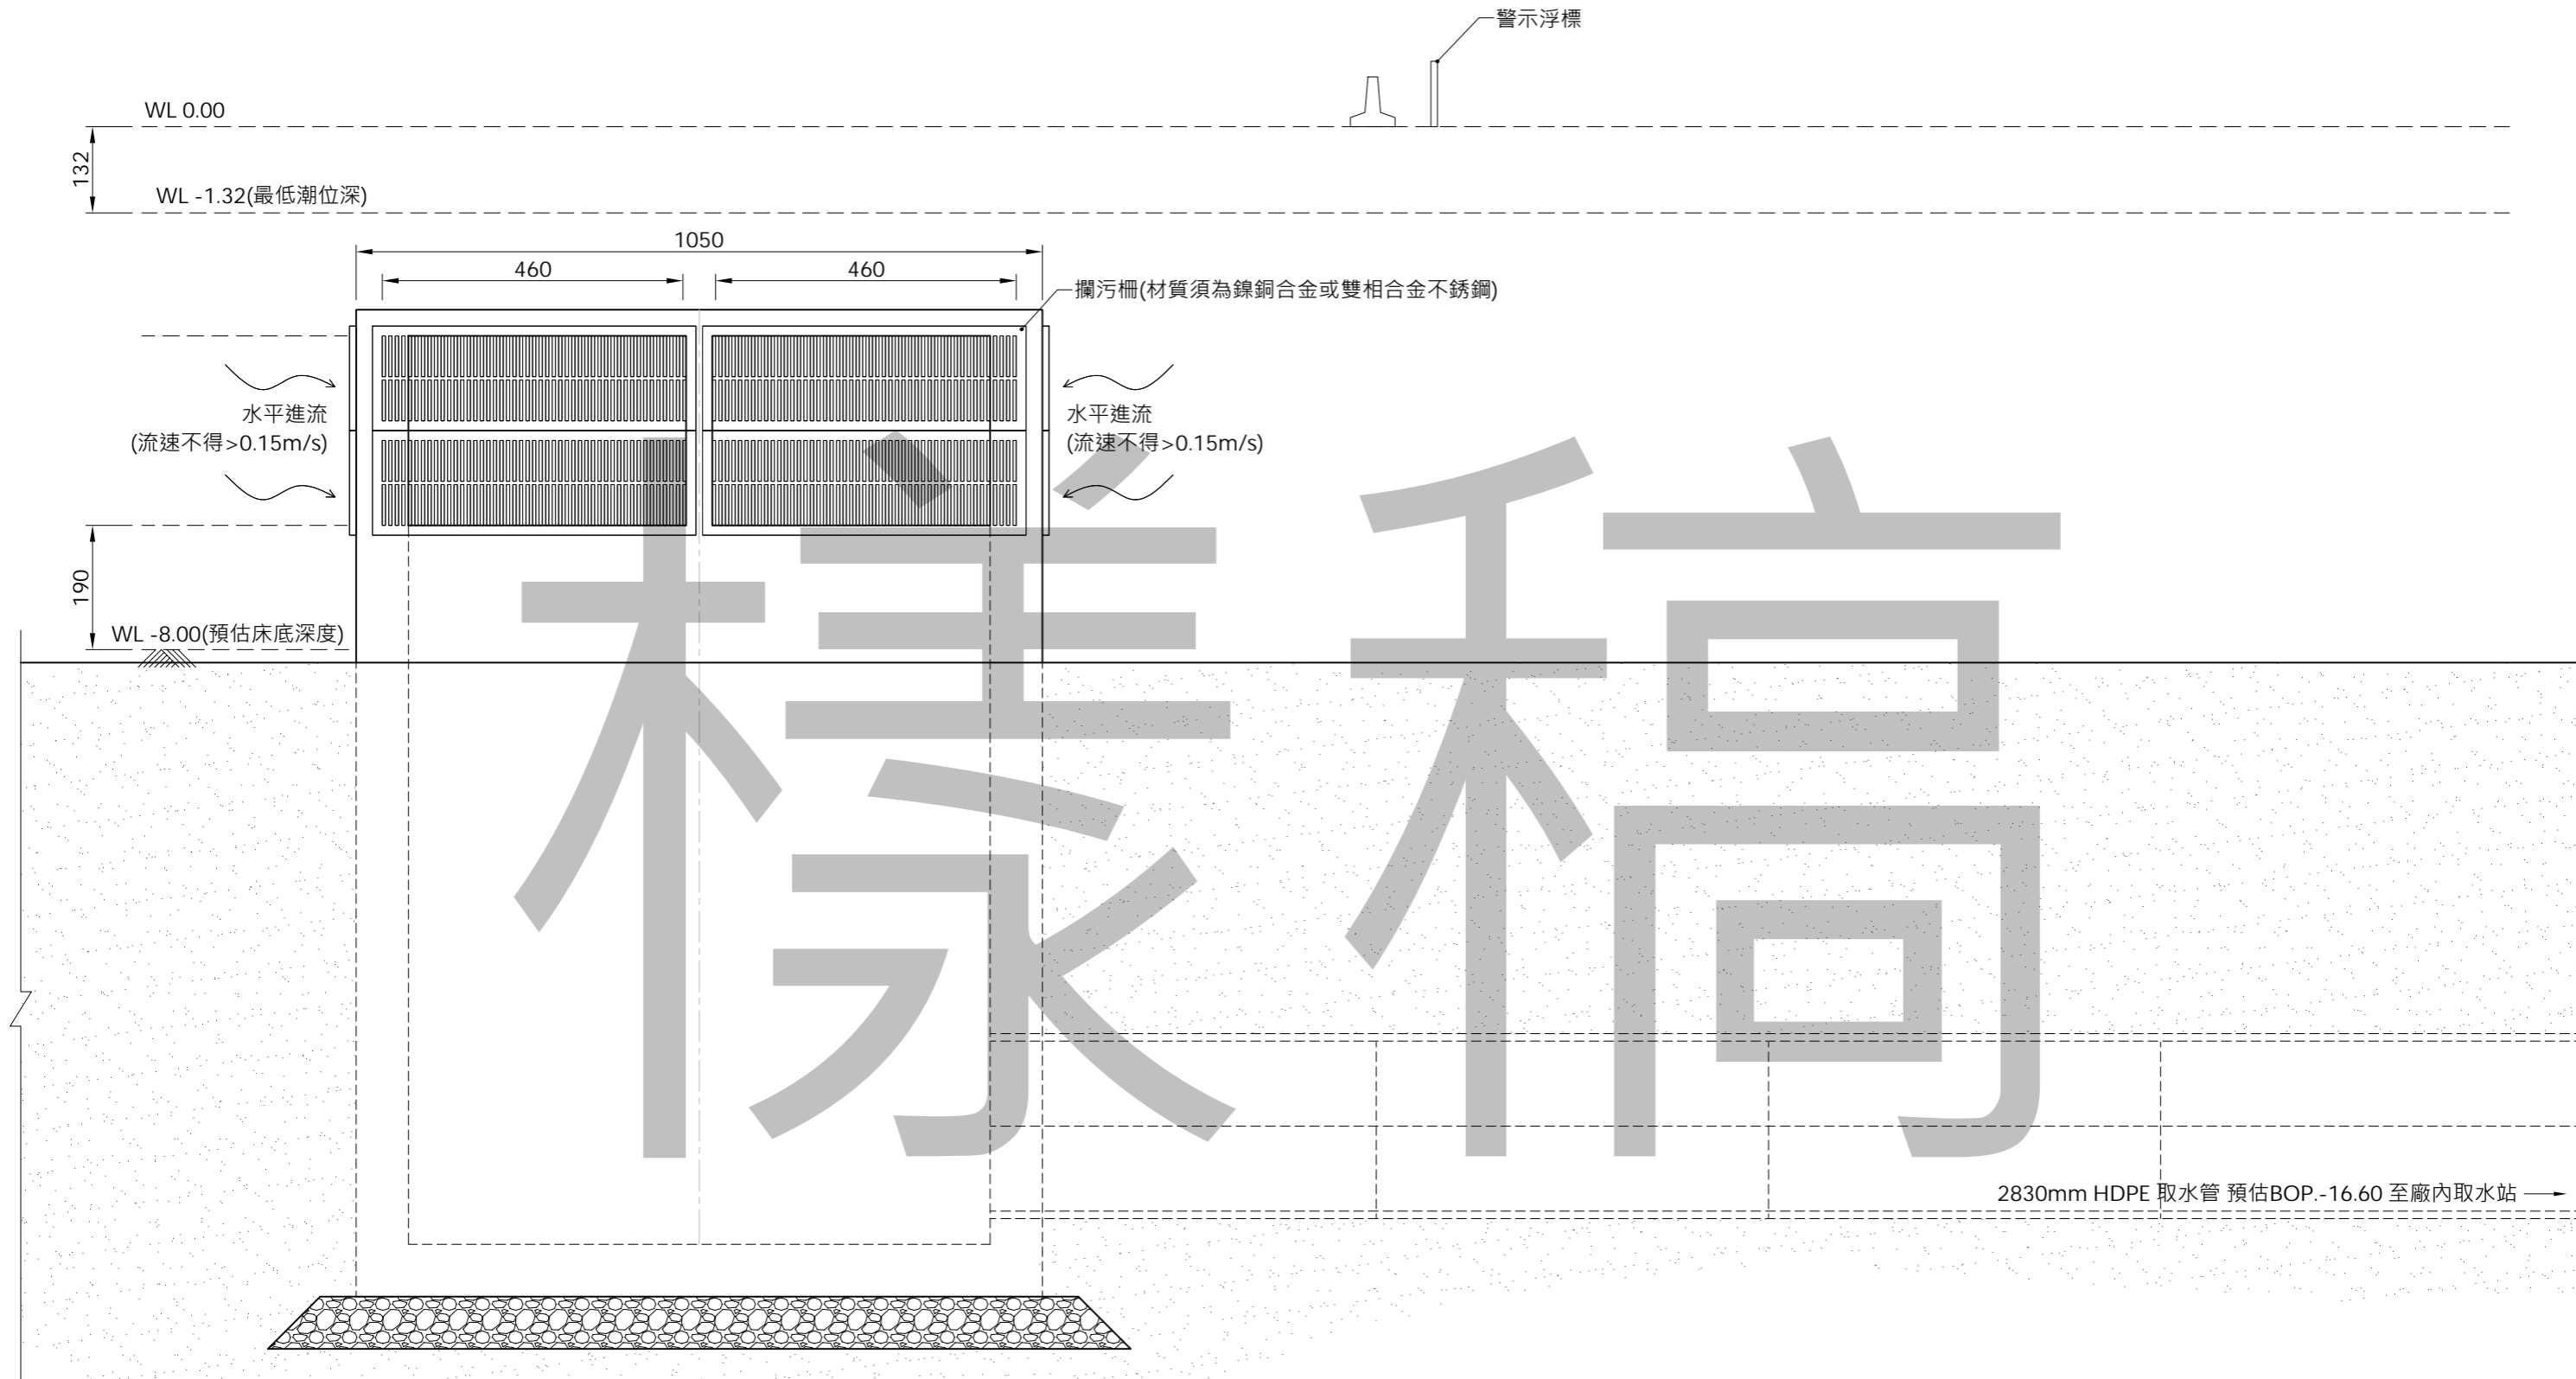 警示浮標
WL 0.00
132
WL -1.32(最低潮位深)
1050
460
460
攔污柵(材質須為鎳銅合金或雙相合金不銹鋼)
水平進流
(流速不得>0.15m/s)
水平進流
(流速不得>0.15m/s)
190
WL -8.00(預估床底深度)
樣稿
2830mm HDPE 取水管 預估BOP.-16.60 至廠內取水站